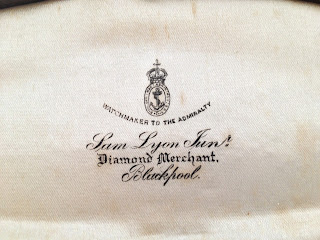 WATCHMAKER TO THE ADMIRALTY
Sam Lyon Junr.
Diamond Merchant,
Blackpool.